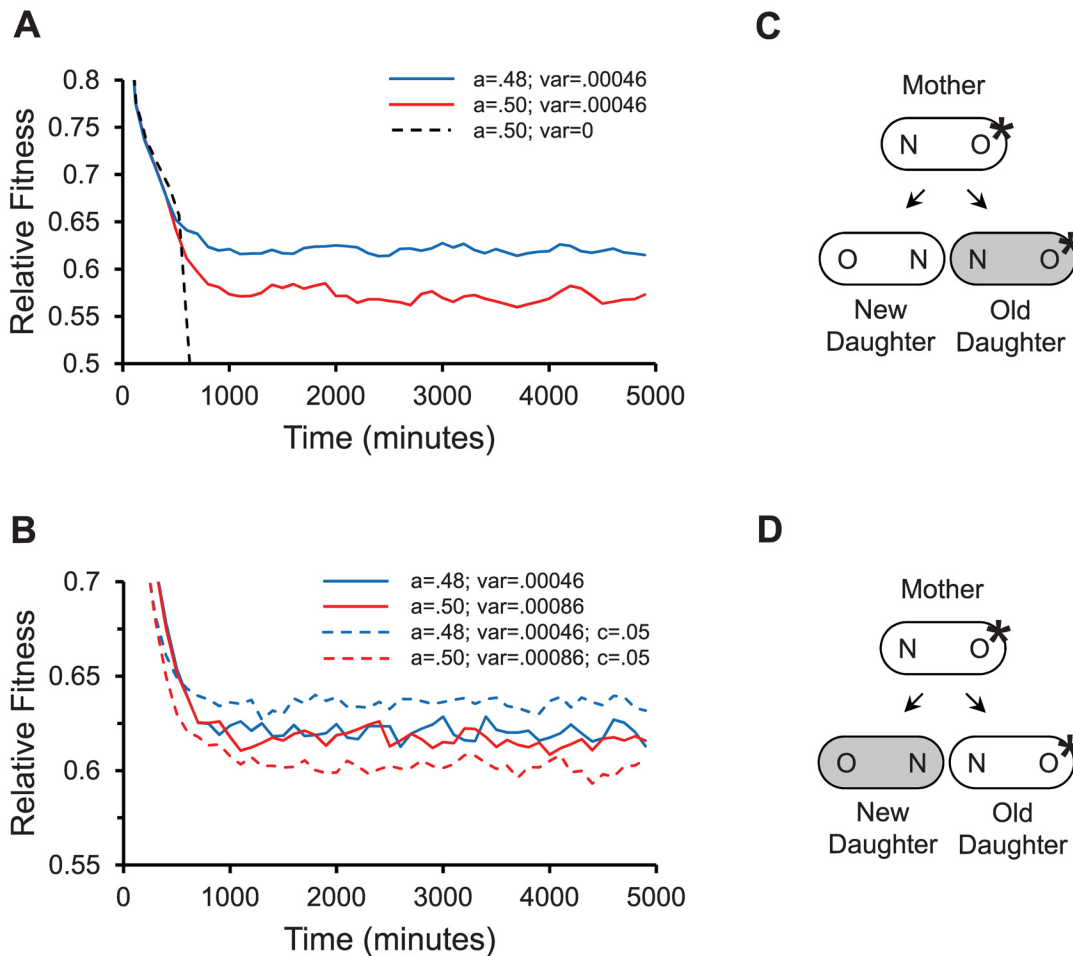 A
Relative Fitness
0.8
0.75
0.7
0.65
0.6
0.55
0.5
a=.48; var=.00046
a=.50; var=.00046
a=.50; var=0
0
1000
2000
3000
4000
5000
Time (minutes)
B
Relative Fitness
0.7
0.65
0.6
0.55
a=.48; var=.00046
a=.50; var=.00086
a=.48; var=.00046; c=.05
a=.50; var=.00086; c=.05
0
1000
2000
3000
4000
5000
Time (minutes)
C
Mother
N O*
O N N O*
New Old
Daughter Daughter
D
Mother
N O*
O N N O*
New Old
Daughter Daughter